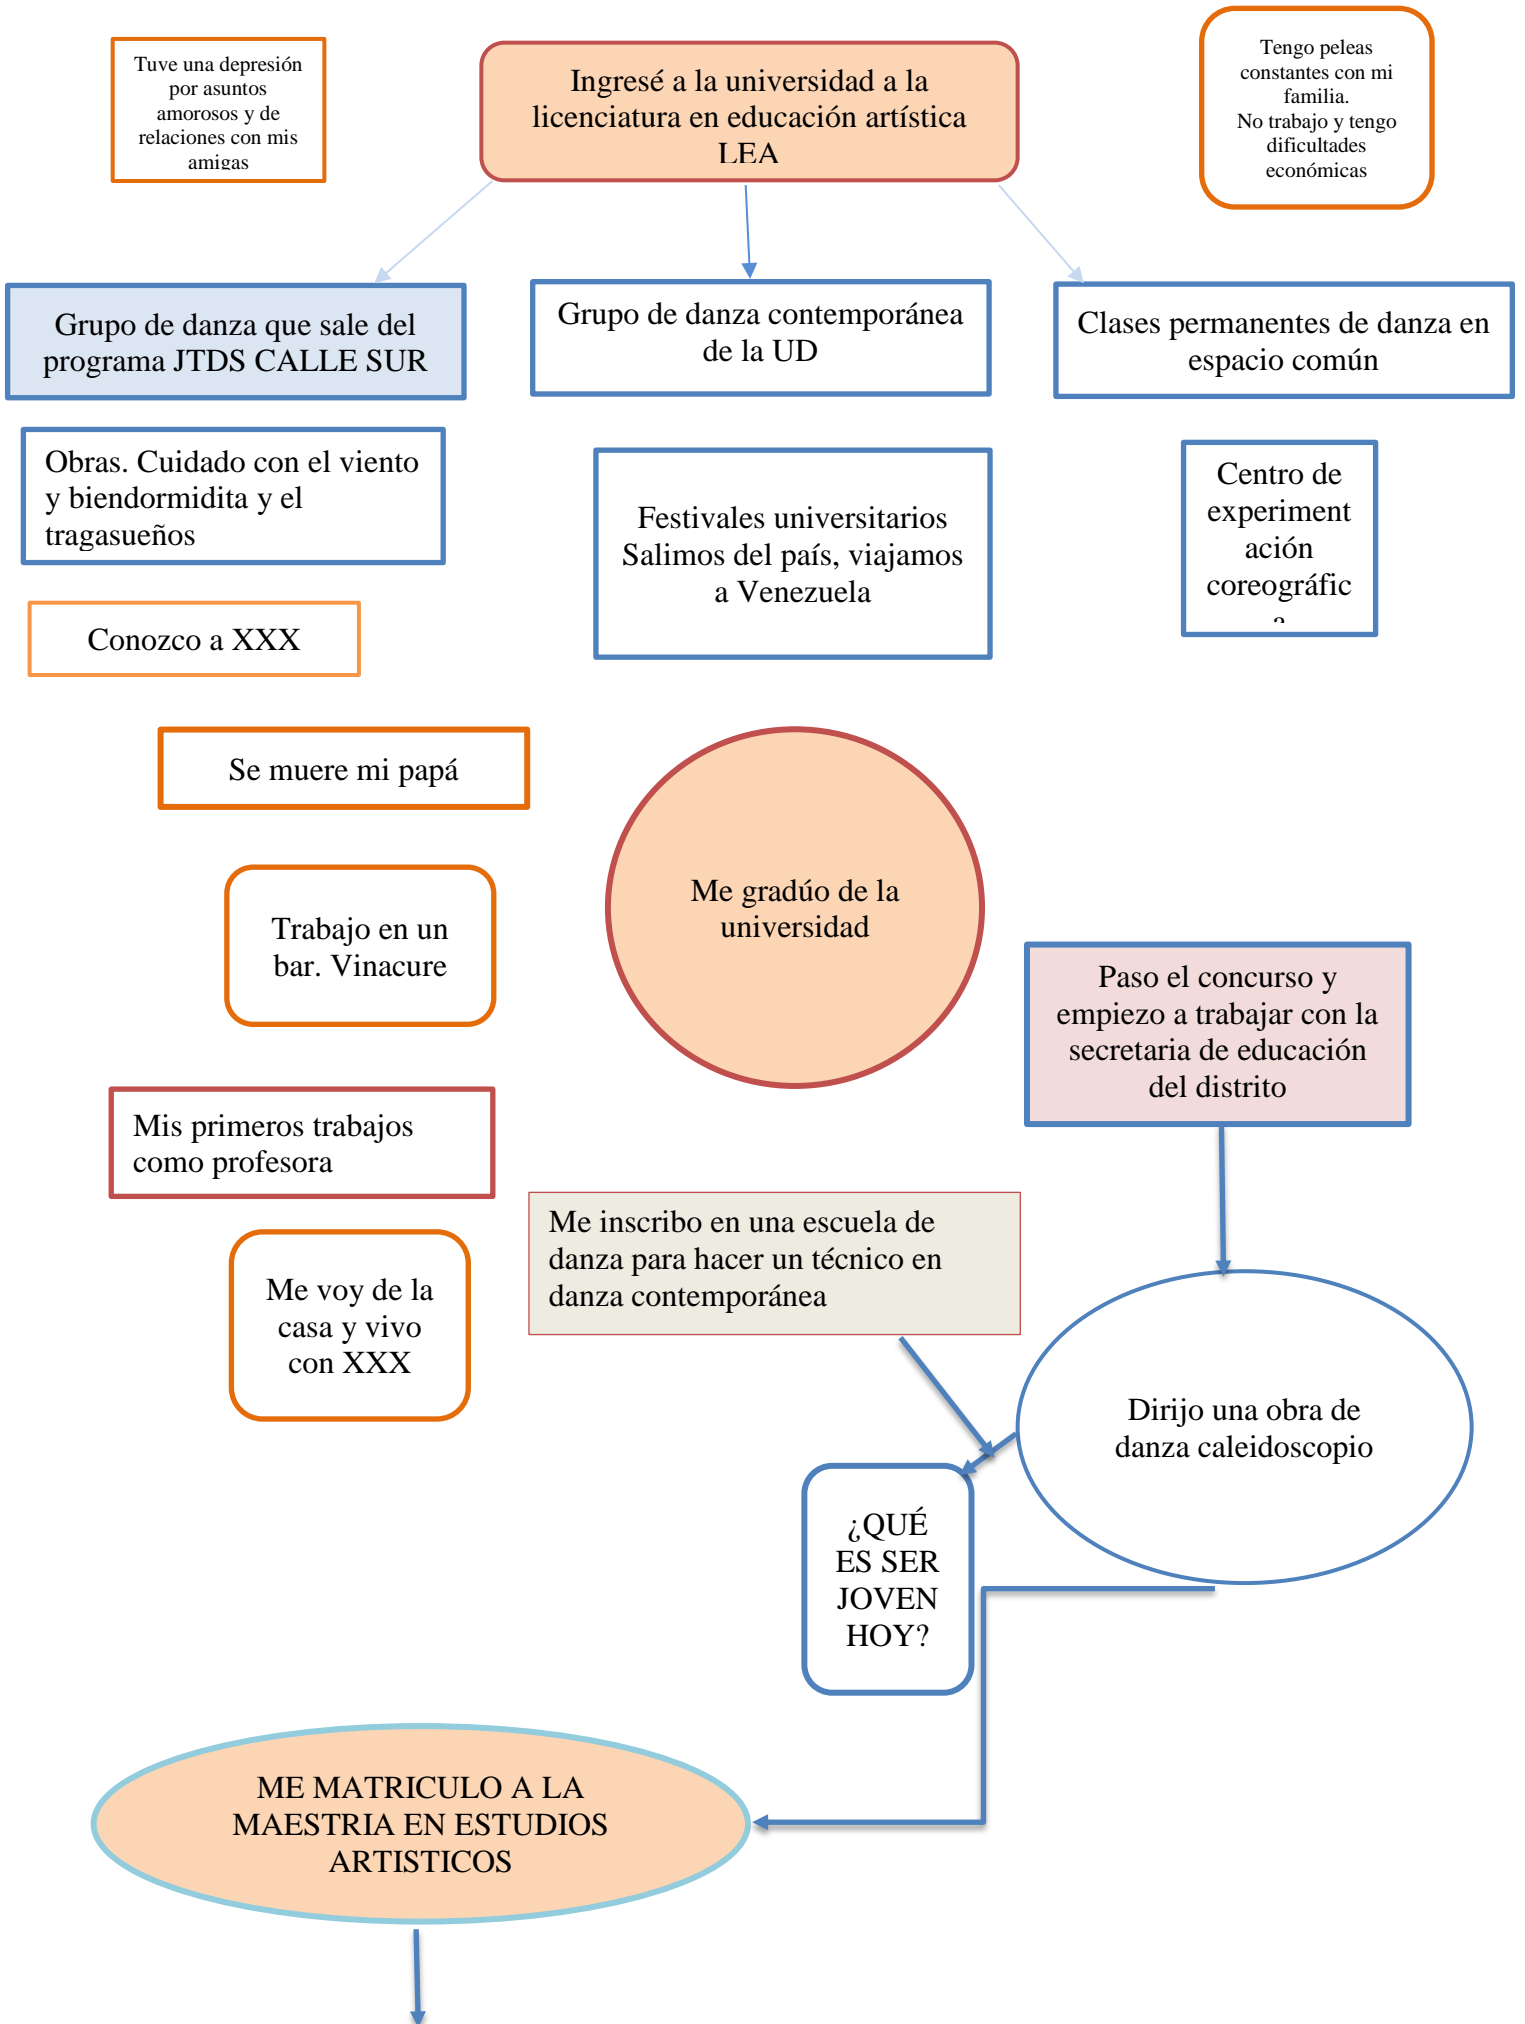 Tuve una depresión
por asuntos
amorosos y de
relaciones con mis
amigas
Ingresé a la universidad a la
licenciatura en educación artística
LEA
Tengo peleas
constantes con mi
familia.
No trabajo y tengo
dificultades
económicas
Grupo de danza que sale del
programa JTDS CALLE SUR
Grupo de danza contemporánea
de la UD
Clases permanentes de danza en
espacio común
Obras. Cuidado con el viento
y biendormidita y el
tragasueños
Festivales universitarios
Salimos del país, viajamos
a Venezuela
Centro de
experiment
ación
coreográfic
a
Conozco a XXX
Se muere mi papá
Me gradúo de la
universidad
Trabajo en un
bar. Vinacure
Paso el concurso y
empiezo a trabajar con la
secretaria de educación
del distrito
Mis primeros trabajos
como profesora
Me inscribo en una escuela de
danza para hacer un técnico en
danza contemporánea
Me voy de la
casa y vivo
con XXX
Dirijo una obra de
danza caleidoscopio
¿QUÉ
ES SER
JOVEN
HOY?
ME MATRICULO A LA
MAESTRIA EN ESTUDIOS
ARTISTICOS